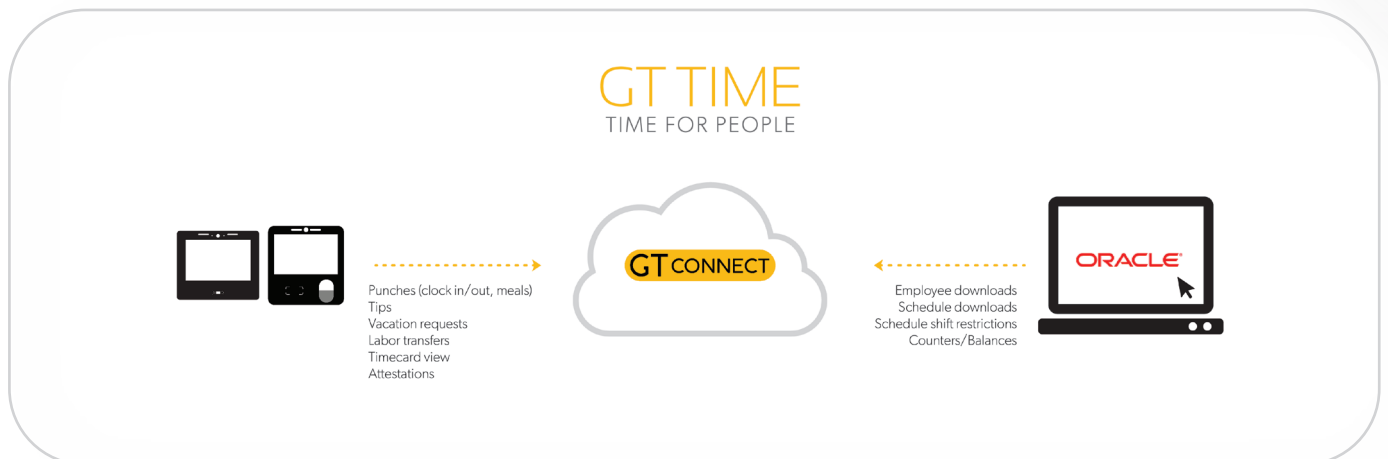 GT TIME
TIME FOR PEOPLE
GT CONNECT
Punches (clock in/out, meals)
Tips
Vacation requests
Labor transfers
Timecard view
Attestations
ORACLE
Employee downloads
Schedule downloads
Schedule shift restrictions
Counters/Balances